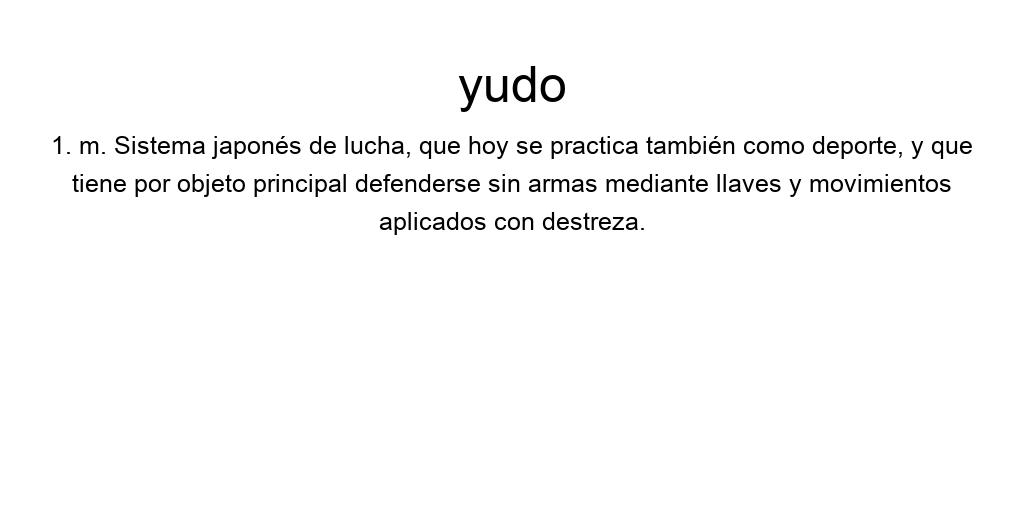 yudo
1. m. Sistema japonés de lucha, que hoy se practica también como deporte, y que
tiene por objeto principal defenderse sin armas mediante llaves y movimientos
aplicados con destreza.